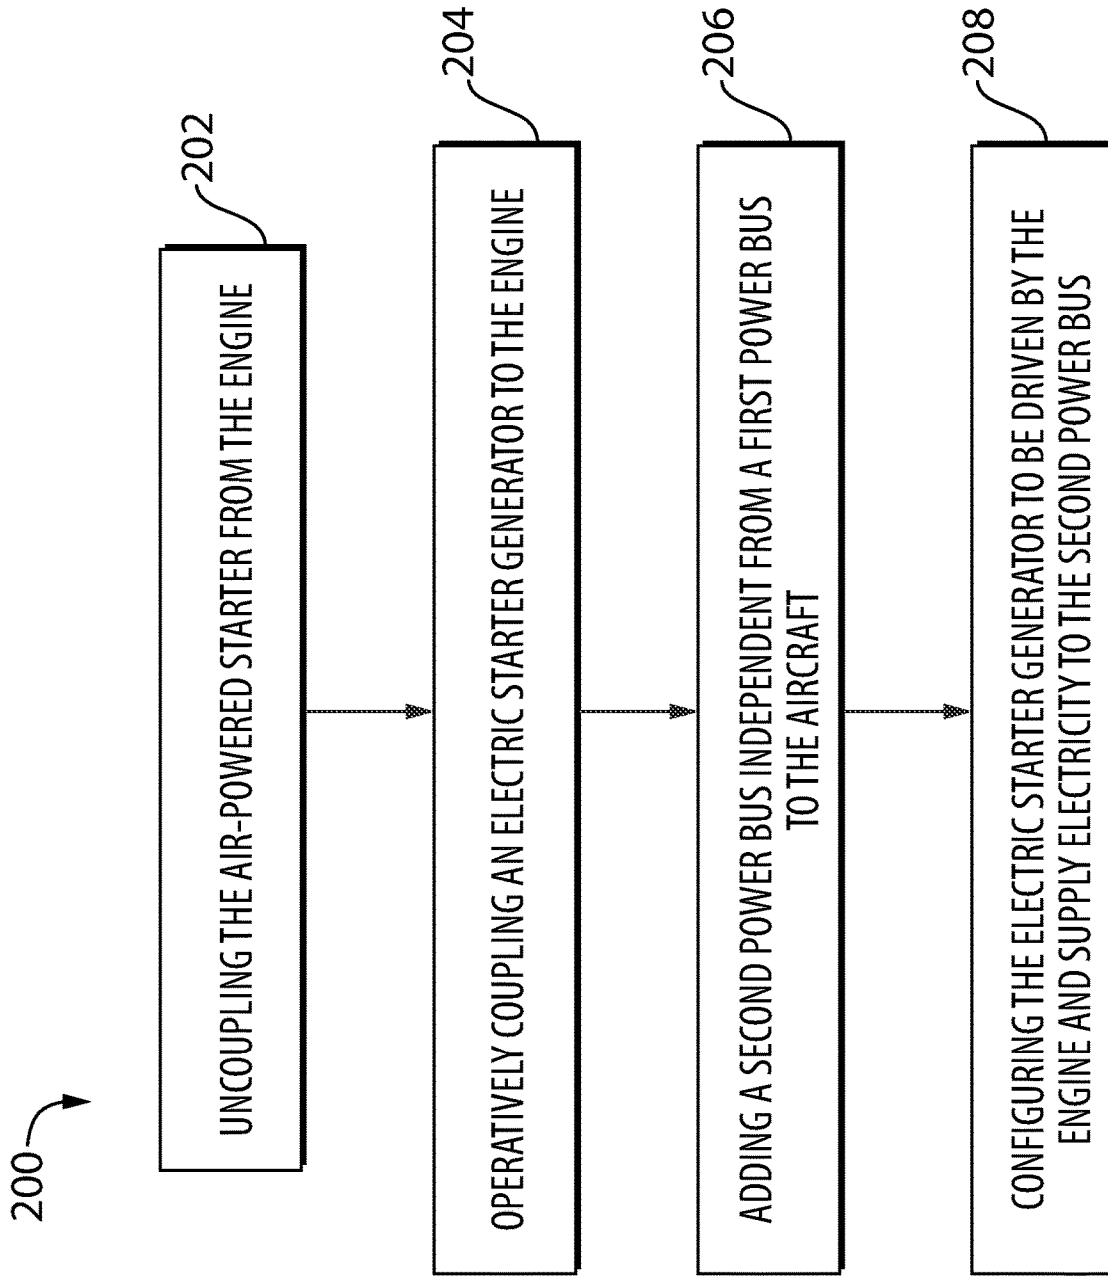 200
202
UNCOUPLING THE AIR-POWERED STARTER FROM THE ENGINE
204
OPERATIVELY COUPLING AN ELECTRIC STARTER GENERATOR TO THE ENGINE
206
ADDING A SECOND POWER BUS INDEPENDENT FROM A FIRST POWER BUS
TO THE AIRCRAFT
208
CONFIGURING THE ELECTRIC STARTER GENERATOR TO BE DRIVEN BY THE
ENGINE AND SUPPLY ELECTRICITY TO THE SECOND POWER BUS